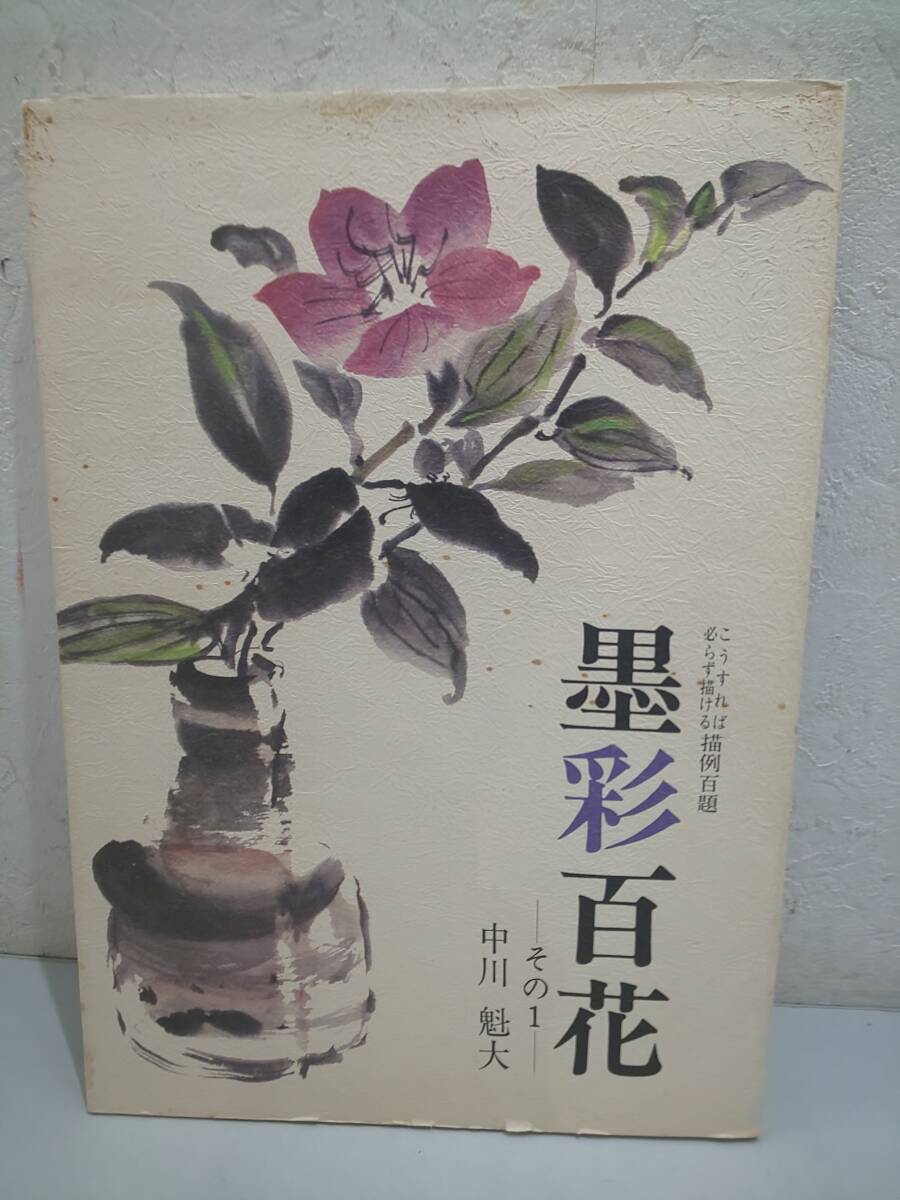 こうすれば
必らず描ける
描例百題
墨彩百花
―その1―
中川 魁大